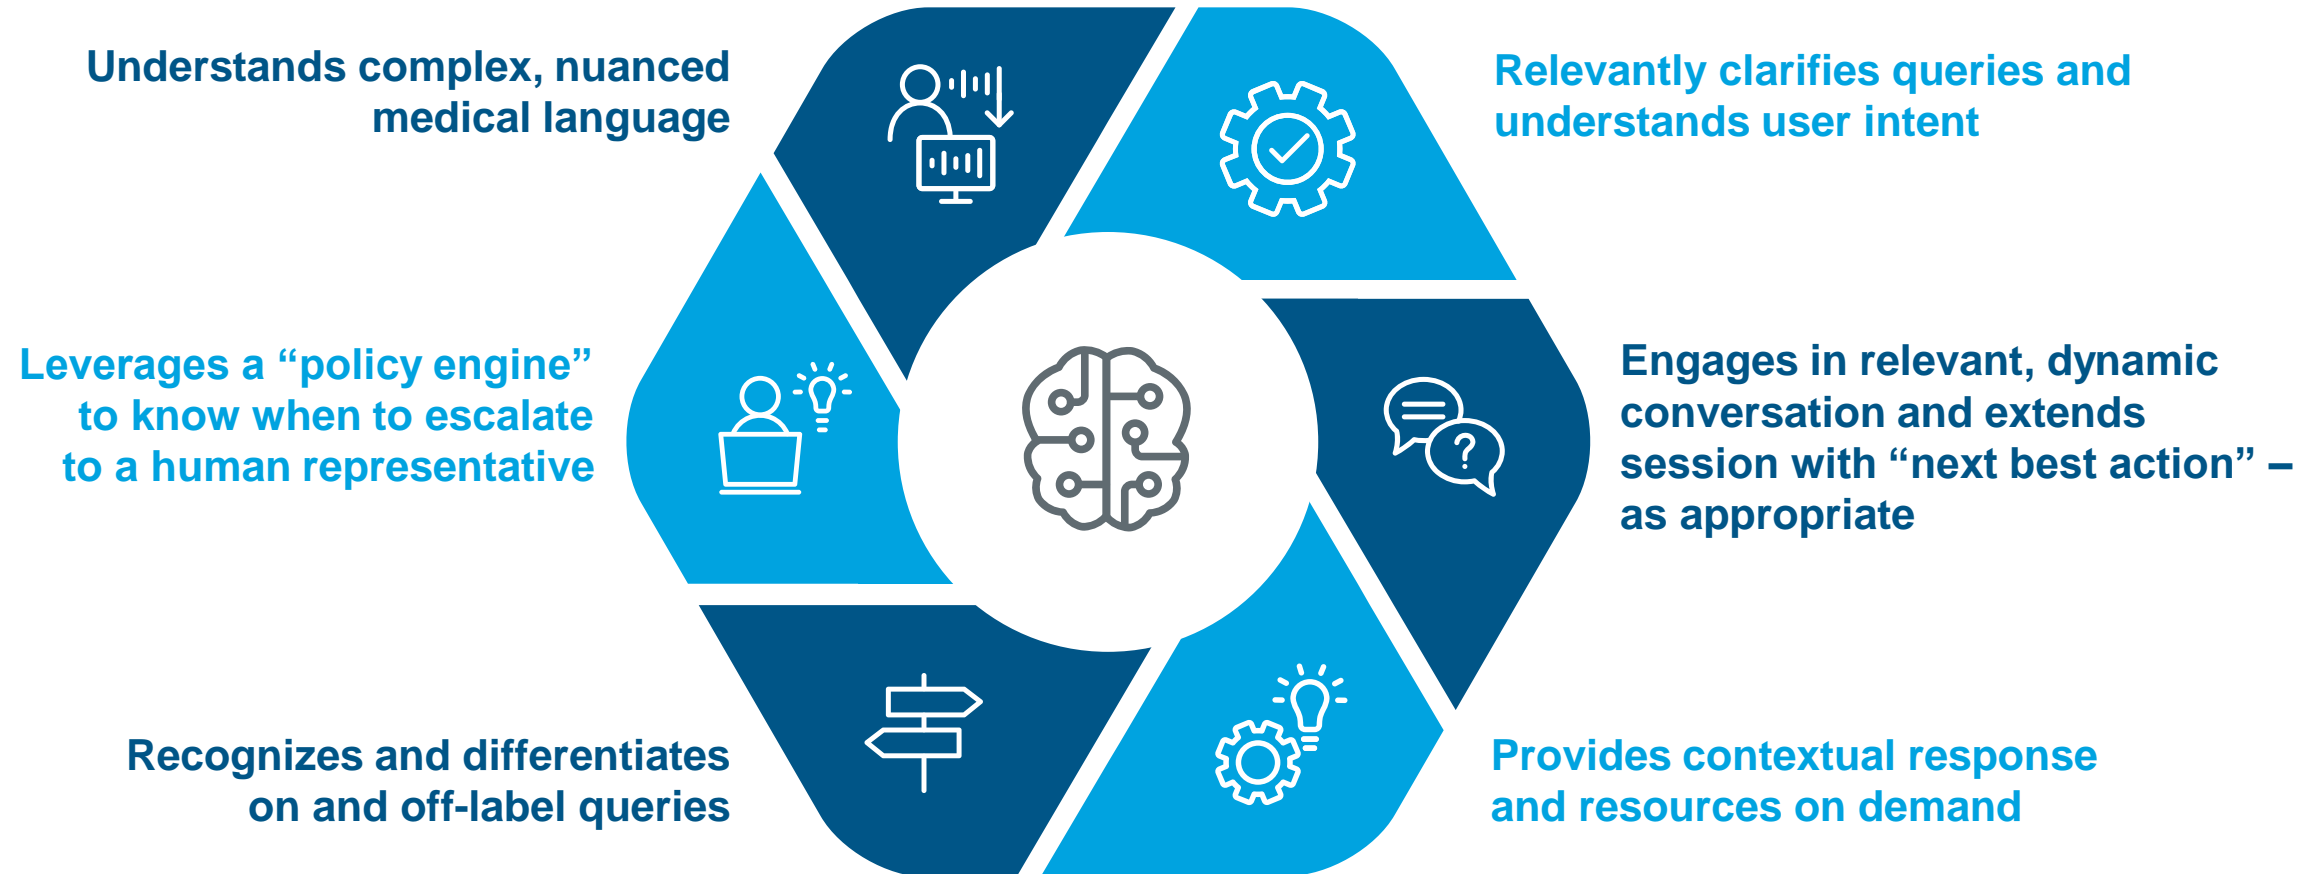 Understands complex, nuanced
medical language
Relevantly clarifies queries and
understands user intent
Leverages a “policy engine”
to know when to escalate
to a human representative
Engages in relevant, dynamic
conversation and extends
session with “next best action” –
as appropriate
?
Recognizes and differentiates
on and off-label queries
Provides contextual response
and resources on demand